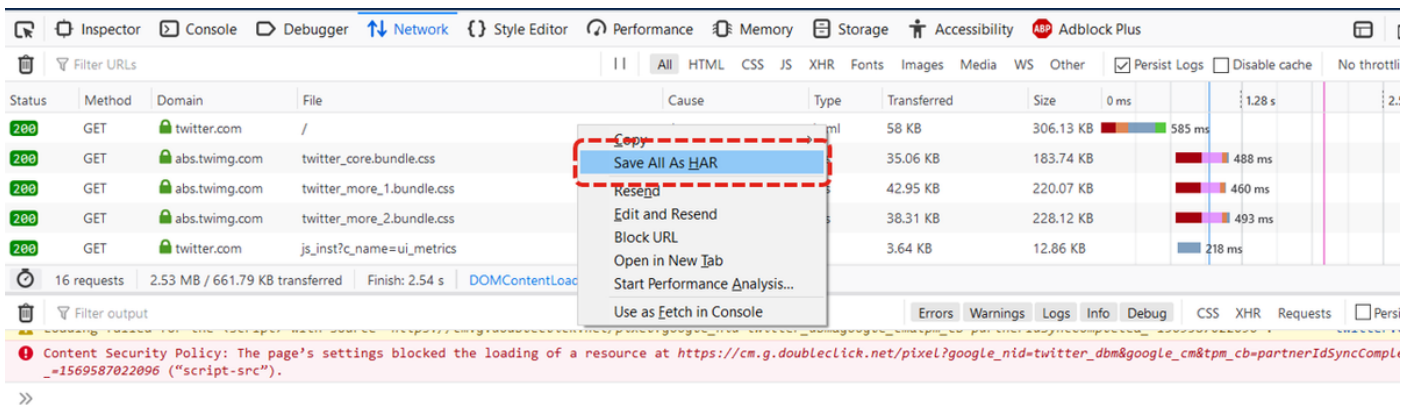 Inspector Console Debugger Network Style Editor Performance Memory Storage Accessibility ABP Adblock Plus
Filter URLs All HTML CSS JS XHR Fonts Images Media WS Other Persist Logs Disable cache No throttli
Status Method Domain File Cause Type Transferred Size 0 ms 1.28 s 2.
200 GET twitter.com / ml 58 KB 306.13 KB 585 ms
Copy
200 GET abs.twimg.com twitter_core.bundle.css 35.06 KB 183.74 KB 488 ms
Save All As HAR
200 GET abs.twimg.com twitter_more_1.bundle.css 42.95 KB 220.07 KB 460 ms
Resend
200 GET abs.twimg.com twitter_more_2.bundle.css 38.31 KB 228.12 KB 493 ms
Edit and Resend
Block URL
200 GET twitter.com js_inst?c_name=ui_metrics 3.64 KB 12.86 KB 218 ms
Open in New Tab
16 requests 2.53 MB / 661.79 KB transferred Finish: 2.54 s DOMContentLoad
Start Performance Analysis...
Use as Fetch in Console
Filter output Errors Warnings Logs Info Debug CSS XHR Requests Persi
Content Security Policy: The page’s settings blocked the loading of a resource at https://cm.g.doubleclick.net/pixel?google_nid=twitter_dbm&google_cm&tpm_cb=partnerIdSyncComple
_=1569587022096 (“script-src”).